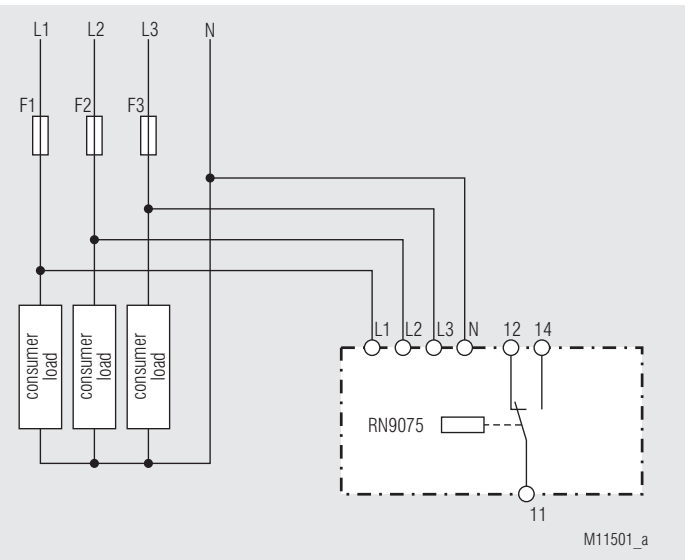 L1 L2 L3 N
F1 F2 F3
consumer load consumer load consumer load
L1 L2 L3 N 12 14
RN9075
11
M11501_a